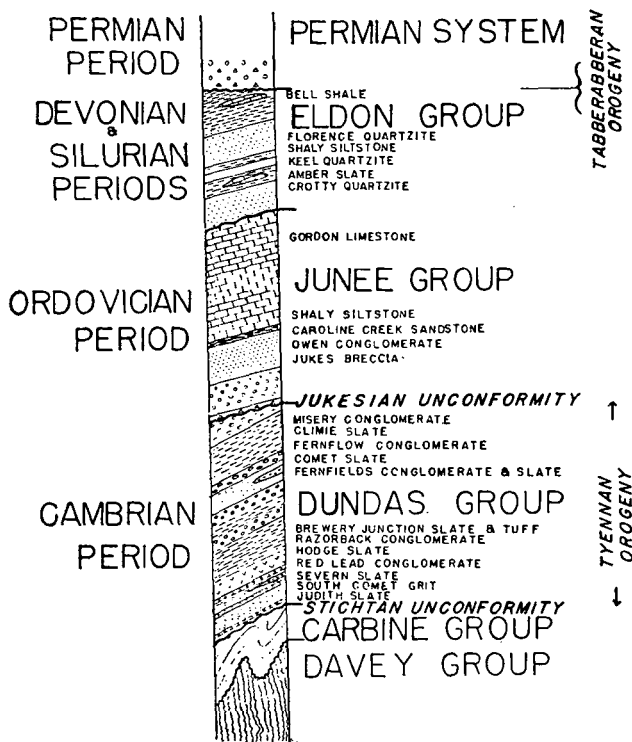 PERMIAN
PERIOD
PERMIAN SYSTEM
TABBERABBERAN
OROGENY
DEVONIAN
&
SILURIAN
PERIODS
BELL SHALE
ELDON GROUP
FLORENCE QUARTZITE
SHALY SILTSTONE
KEEL QUARTZITE
AMBER SLATE
CROTTY QUARTZITE
ORDOVICIAN
PERIOD
GORDON LIMESTONE
JUNEE GROUP
SHALY SILTSTONE
CAROLINE CREEK SANDSTONE
OWEN CONGLOMERATE
JUKES BRECCIA
JUKESIAN UNCONFORMITY
CAMBRIAN
PERIOD
MISERY CONGLOMERATE
CLIMIE SLATE
FERNFLOW CONGLOMERATE
COMET SLATE
FERNFIELDS CONGLOMERATE & SLATE
DUNDAS. GROUP
BREWERY JUNCTION SLATE & TUFF
RAZORBACK CONGLOMERATE
HODGE SLATE
RED LEAD CONGLOMERATE
SEVERN SLATE
SOUTH COMET GRIT
JUDITH SLATE
STICHTAN UNCONFORMITY
TYENNAN
OROGENY
CARBINE GROUP
DAVEY GROUP